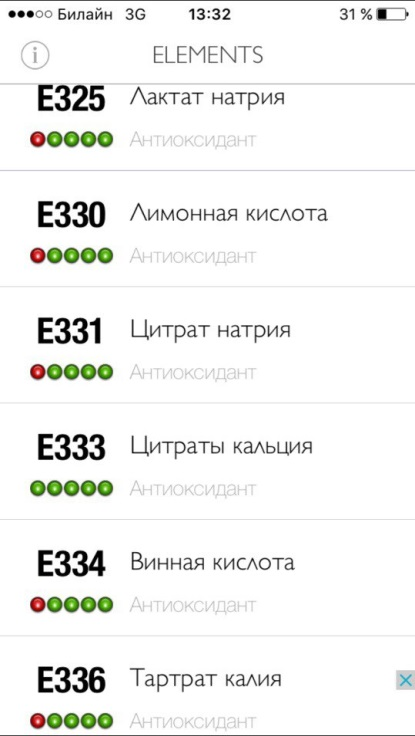 Билайн 3G 13:32 31 %
ELEMENTS
E325 Лактат натрия
Антиоксидант
E330 Лимонная кислота
Антиоксидант
E331 Цитрат натрия
Антиоксидант
E333 Цитраты кальция
Антиоксидант
E334 Винная кислота
Антиоксидант
E336 Тартрат калия
Антиоксидант